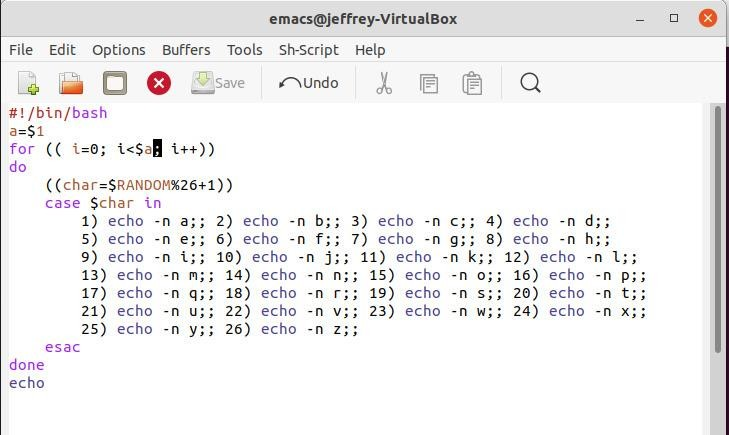 emacs@jeffrey-VirtualBox
File Edit Options Buffers Tools Sh-Script Help
Save Undo
#!/bin/bash
a=$1
for (( i=0; i<$a; i++))
do
    ((char=$RANDOM%26+1))
    case $char in
        1) echo -n a;; 2) echo -n b;; 3) echo -n c;; 4) echo -n d;;
        5) echo -n e;; 6) echo -n f;; 7) echo -n g;; 8) echo -n h;;
        9) echo -n i;; 10) echo -n j;; 11) echo -n k;; 12) echo -n l;;
        13) echo -n m;; 14) echo -n n;; 15) echo -n o;; 16) echo -n p;;
        17) echo -n q;; 18) echo -n r;; 19) echo -n s;; 20) echo -n t;;
        21) echo -n u;; 22) echo -n v;; 23) echo -n w;; 24) echo -n x;;
        25) echo -n y;; 26) echo -n z;;
    esac
done
echo